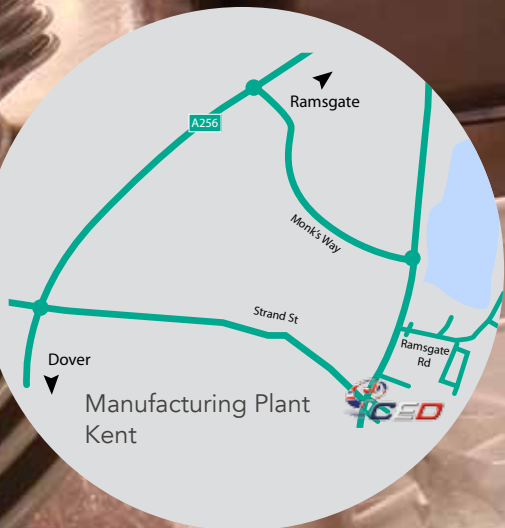 Ramsgate
A256
Monk's Way
Strand St
Ramsgate
Rd
Dover
Manufacturing Plant
Kent
CED